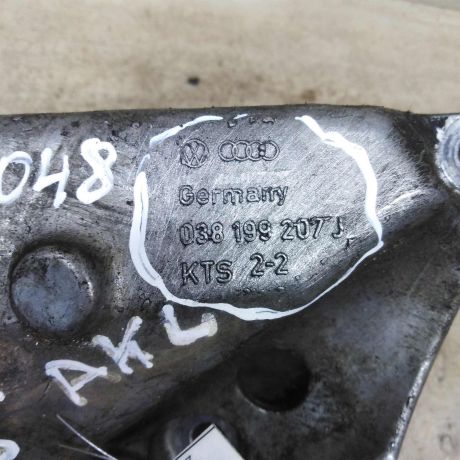 048
Germany
038 199 207 J
KTS 2-2
AKL